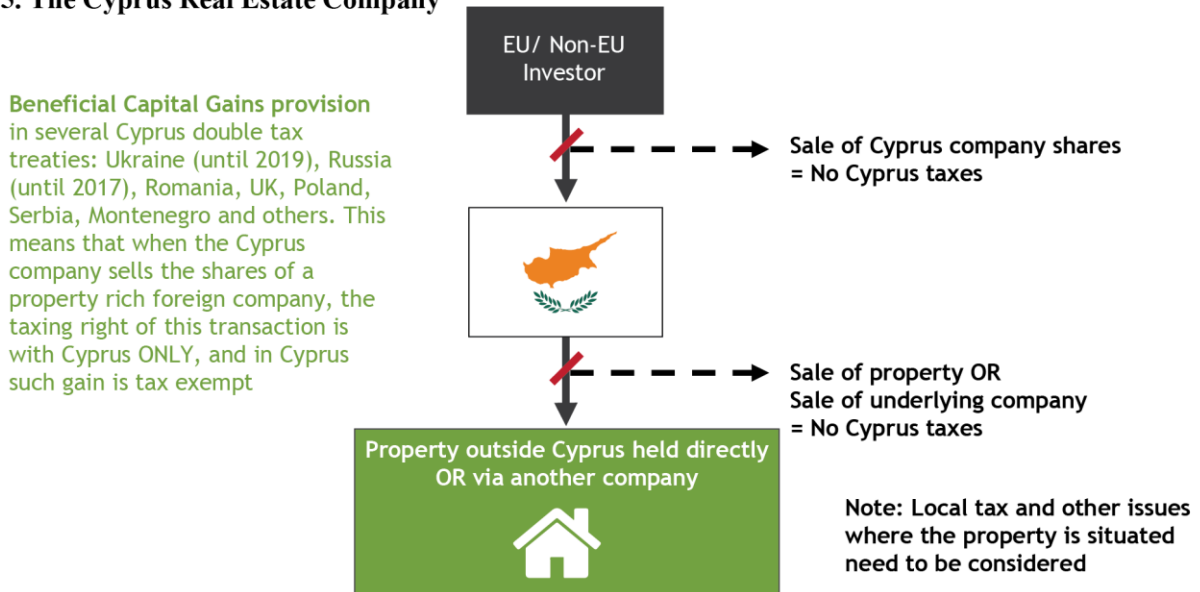 5. The Cyprus Real Estate Company
EU/ Non-EU
Investor
Beneficial Capital Gains provision
in several Cyprus double tax
treaties: Ukraine (until 2019), Russia
(until 2017), Romania, UK, Poland,
Serbia, Montenegro and others. This
means that when the Cyprus
company sells the shares of a
property rich foreign company, the
taxing right of this transaction is
with Cyprus ONLY, and in Cyprus
such gain is tax exempt
Sale of Cyprus company shares
= No Cyprus taxes
Sale of property OR
Sale of underlying company
= No Cyprus taxes
Property outside Cyprus held directly
OR via another company
Note: Local tax and other issues
where the property is situated
need to be considered